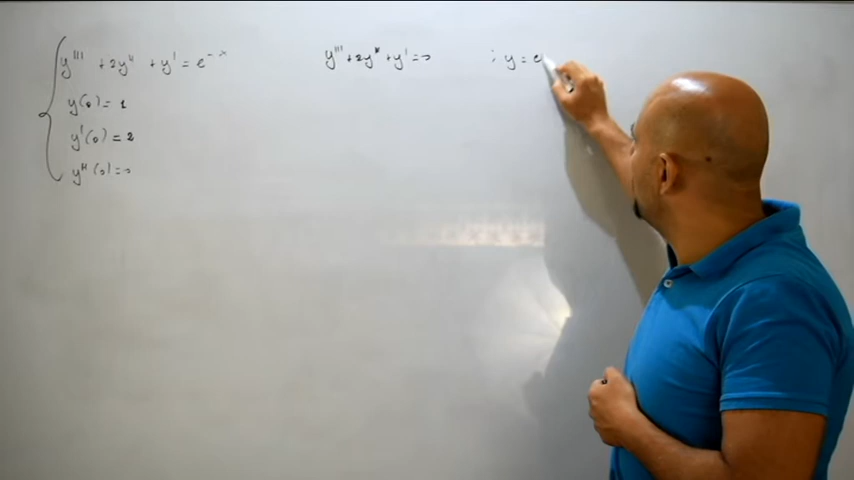 y''' + 2y'' + y' = e^{-x}
y(0) = 1
y'(0) = 2
y''(0) = 0
y''' + 2y'' + y' = 0 ; y = e